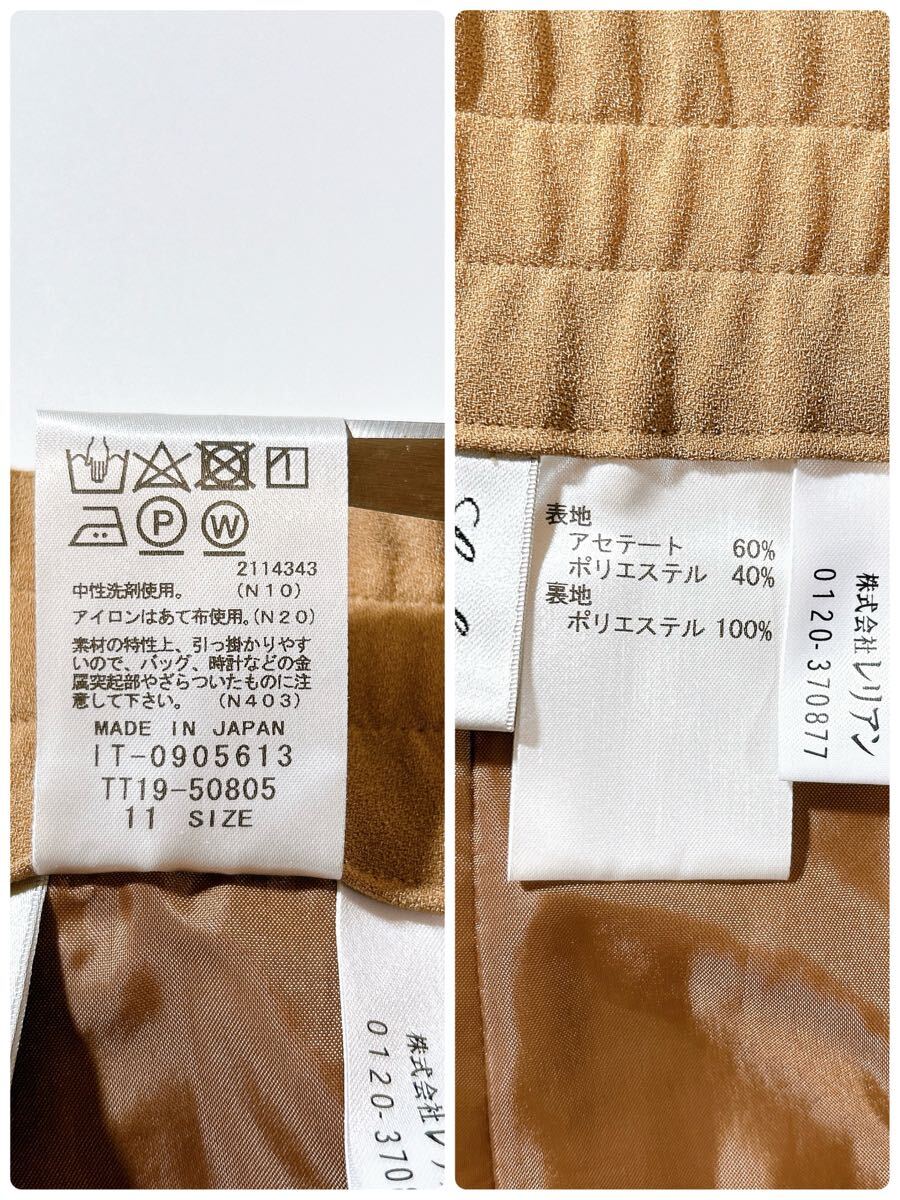 P W
2114343
中性洗剤使用。 (N10)
アイロンはあて布使用。(N20)
素材の特性上、引っ掛かりやす
いので、バッグ、時計などの金
属突起部やざらついたものに注
意して下さい。 (N403)
MADE IN JAPAN
IT-0905613
TT19-50805
11 SIZE
株式会社レリ
0120-370
表地
アセテート 60%
ポリエステル 40%
裏地
ポリエステル 100%
株式会社レリアン
0120-370877